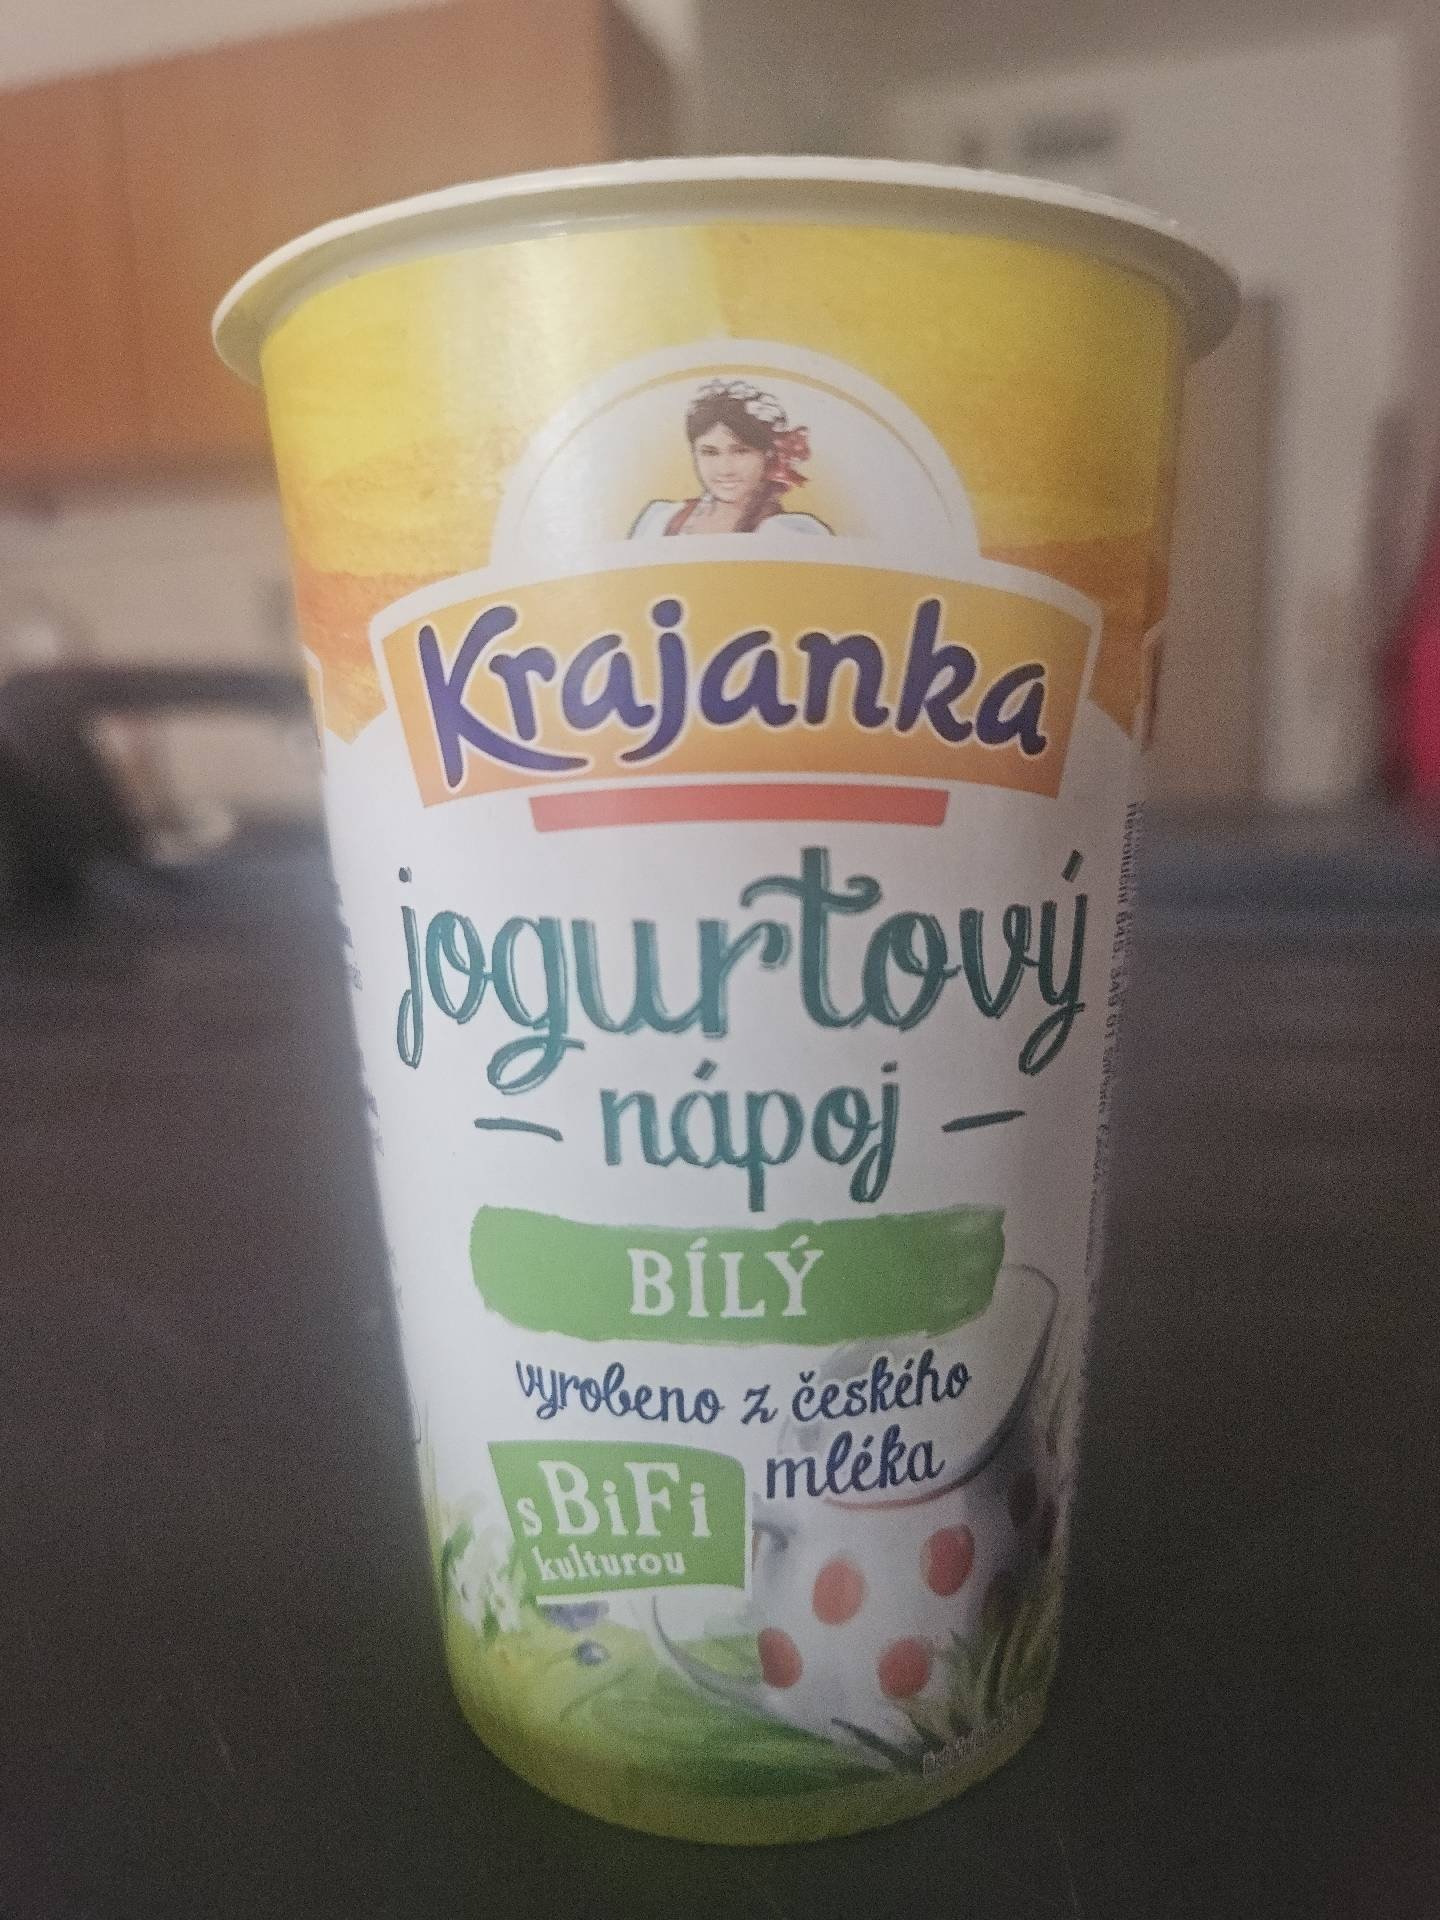 Krajanka
jogurtový
- nápoj -
BÍLÝ
vyrobeno z českého
mléka
s BiFi
kulturou